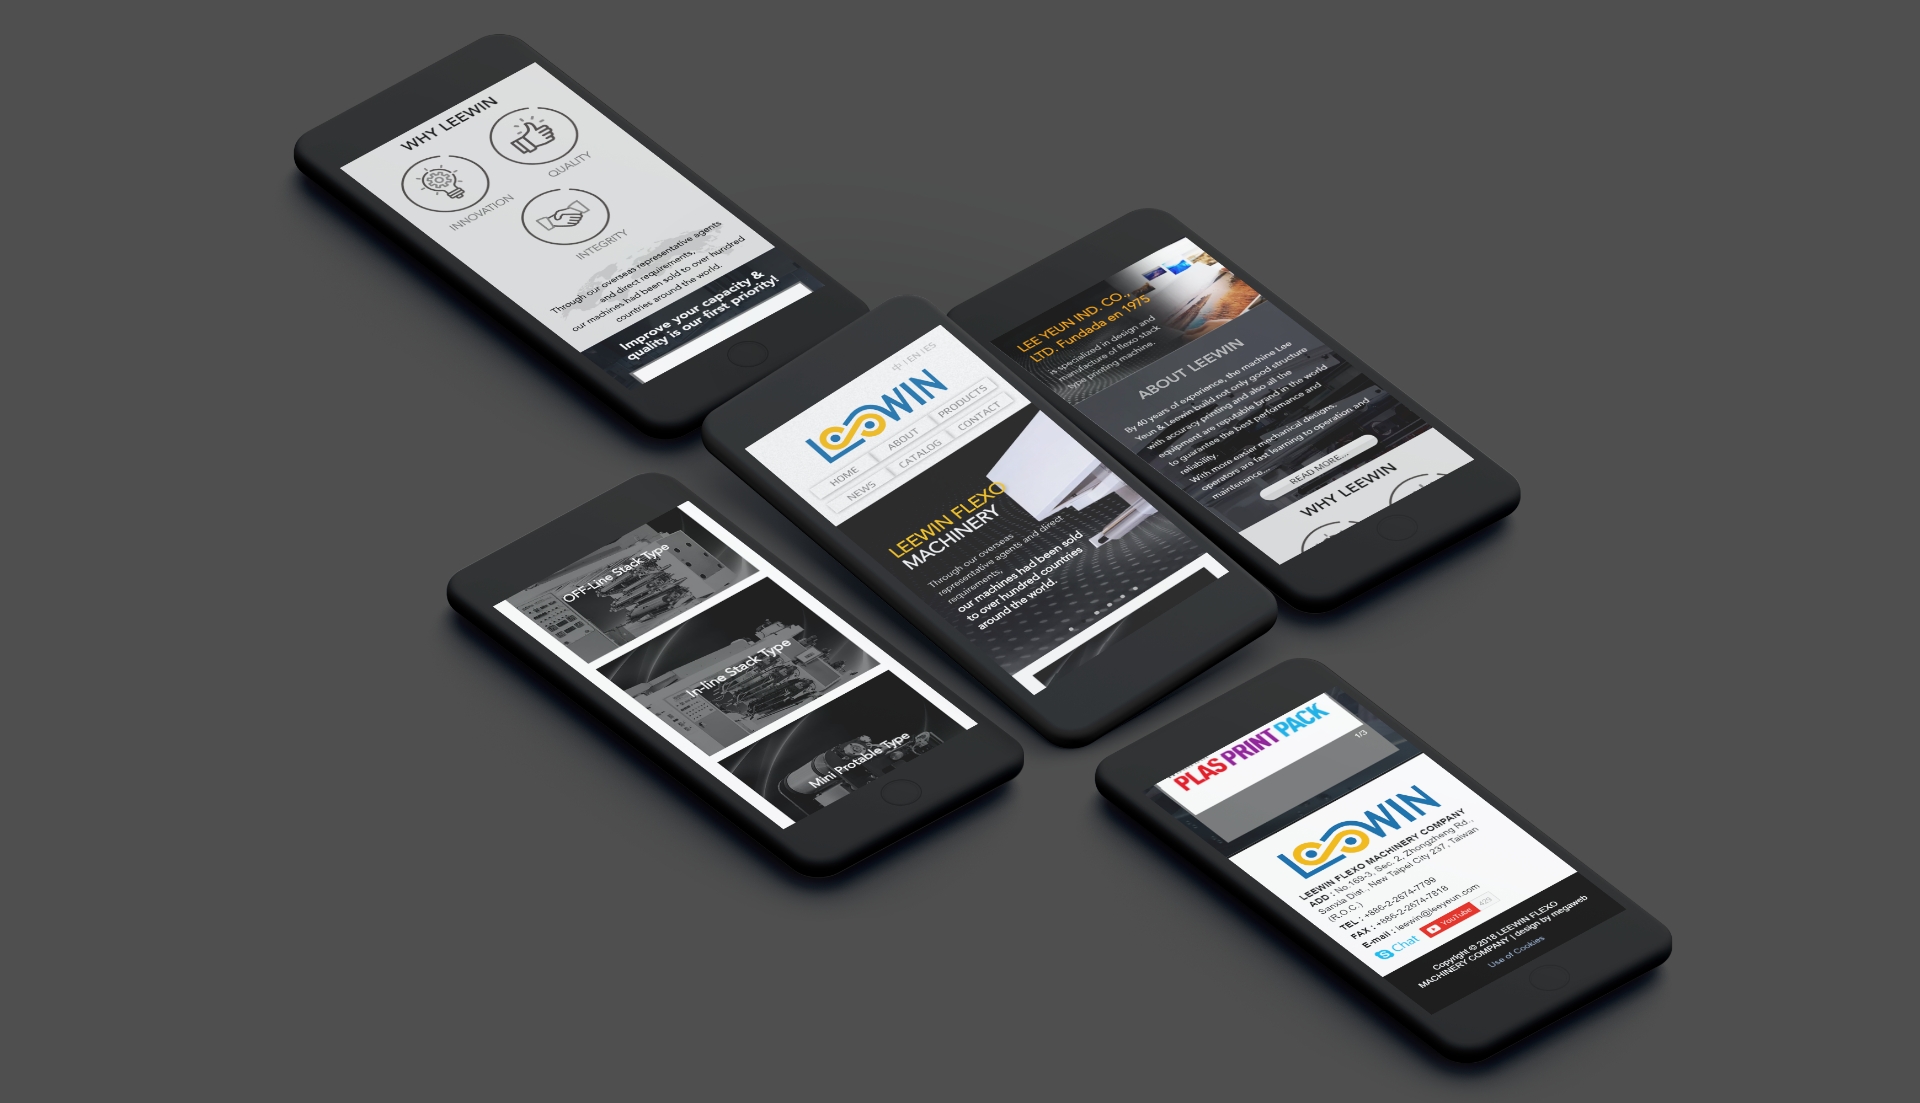 WHY LEEWIN
INNOVATION
QUALITY
INTEGRITY
Through our overseas representative agents
and direct requirements,
our machines had been sold to over hundred
countries around the world.
Improve your capacity &
quality is our first priority!
中 | EN | ES
LEEWIN
HOME
ABOUT
PRODUCTS
NEWS
CATALOG
CONTACT
LEEWIN FLEXO
MACHINERY
Through our overseas
representative agents and direct
requirements,
our machines had been sold
to over hundred countries
around the world.
LEE YEUN IND. CO.,
LTD. Fundada en 1975
is specialized in design and
manufacture of flexo stack
type printing machine.
ABOUT LEEWIN
By 40 years of experience, the machine Lee
Yeun & Leewin build not only good structure
with accuracy printing and also all the
equipment are reputable brand in the world
to guarantee the best performance and
reliability.
With more easier mechanical designs,
operators are fast learning to operation and
maintenance...
READ MORE...
WHY LEEWIN
OFF-Line Stack Type
In-line Stack Type
Mini Protable Type
PLAS PRINT PACK
1/3
LEEWIN
LEEWIN FLEXO MACHINERY COMPANY
ADD : No.169-3, Sec. 2, Zhongzheng Rd.,
Sanxia Dist., New Taipei City 237, Taiwan
(R.O.C.)
TEL : +886-2-2674-7799
FAX : +886-2-2674-7818
E-mail : leewin@leeyeun.com
Chat
YouTube
Copyright © 2018 LEEWIN FLEXO
MACHINERY COMPANY | design by megaweb
Use of Cookies